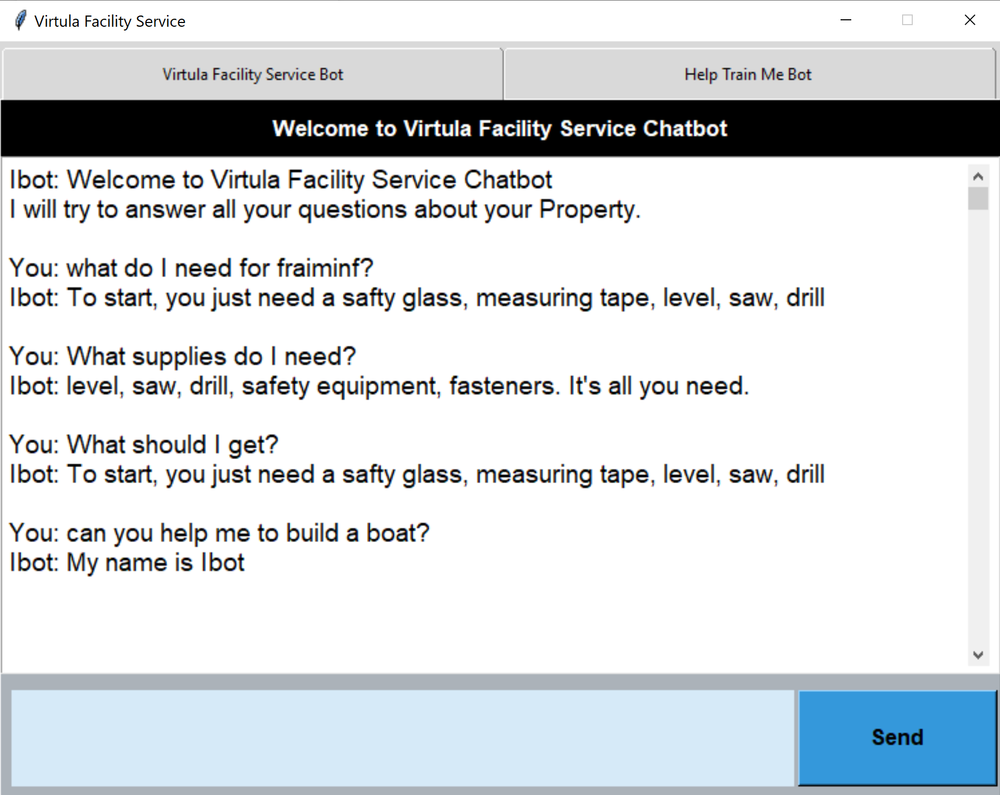 Virtula Facility Service
Virtula Facility Service Bot
Help Train Me Bot
Welcome to Virtula Facility Service Chatbot
Ibot: Welcome to Virtula Facility Service Chatbot
I will try to answer all your questions about your Property.
You: what do I need for fraiminf?
Ibot: To start, you just need a safty glass, measuring tape, level, saw, drill
You: What supplies do I need?
Ibot: level, saw, drill, safety equipment, fasteners. It's all you need.
You: What should I get?
Ibot: To start, you just need a safty glass, measuring tape, level, saw, drill
You: can you help me to build a boat?
Ibot: My name is Ibot
Send